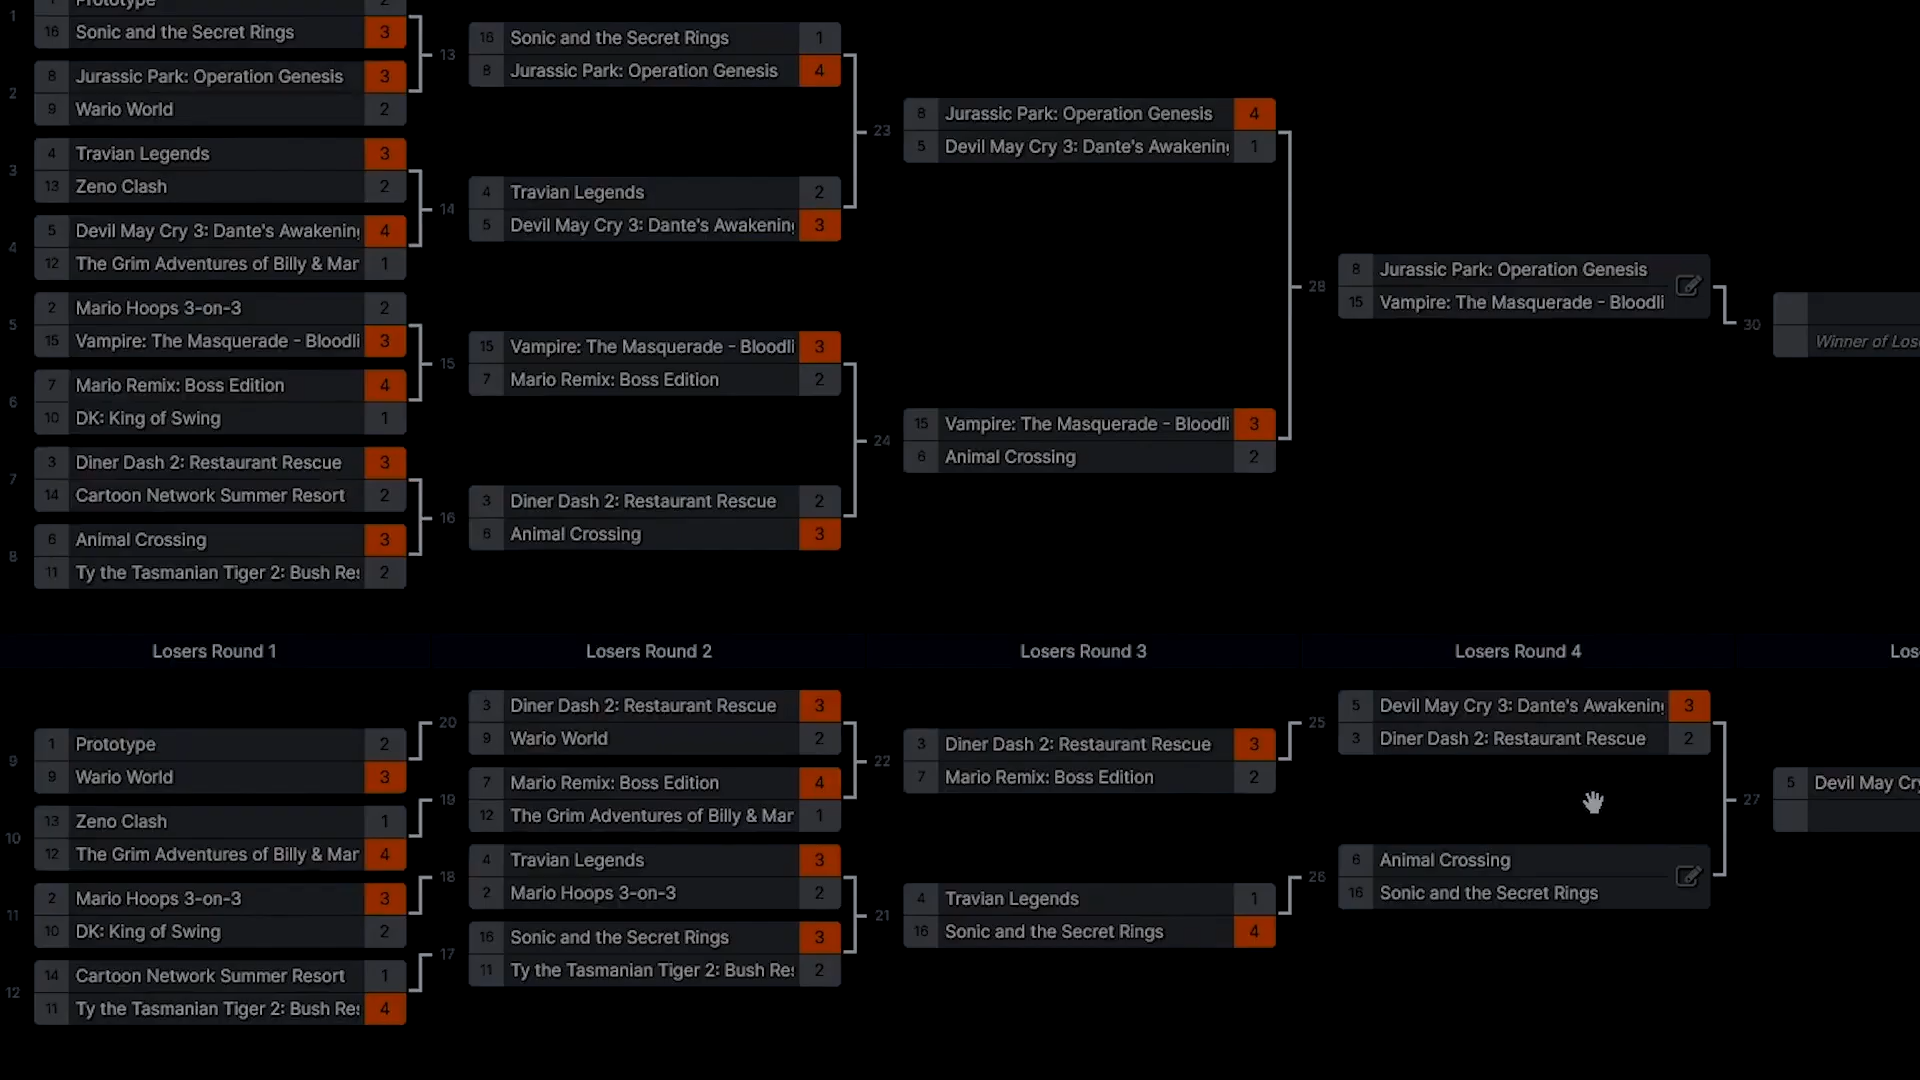 1 Prototype 2
1 16 Sonic and the Secret Rings 3
8 Jurassic Park: Operation Genesis 3
2
9 Wario World 2
4 Travian Legends 3
3
13 Zeno Clash 2
5 Devil May Cry 3: Dante's Awakening 4
4
12 The Grim Adventures of Billy & Mar 1
2 Mario Hoops 3-on-3 2
5
15 Vampire: The Masquerade - Bloodli 3
7 Mario Remix: Boss Edition 4
6
10 DK: King of Swing 1
3 Diner Dash 2: Restaurant Rescue 3
7
14 Cartoon Network Summer Resort 2
6 Animal Crossing 3
8
11 Ty the Tasmanian Tiger 2: Bush Res 2
13
16 Sonic and the Secret Rings 1
8 Jurassic Park: Operation Genesis 4
14
4 Travian Legends 2
5 Devil May Cry 3: Dante's Awakening 3
15
15 Vampire: The Masquerade - Bloodli 3
7 Mario Remix: Boss Edition 2
16
3 Diner Dash 2: Restaurant Rescue 2
6 Animal Crossing 3
23
8 Jurassic Park: Operation Genesis 4
5 Devil May Cry 3: Dante's Awakening 1
24
15 Vampire: The Masquerade - Bloodli 3
6 Animal Crossing 2
28
8 Jurassic Park: Operation Genesis
15 Vampire: The Masquerade - Bloodli
30
Winner of Lose
Losers Round 1
Losers Round 2
Losers Round 3
Losers Round 4
Los
9
1 Prototype 2
9 Wario World 3
10
13 Zeno Clash 1
12 The Grim Adventures of Billy & Mar 4
11
2 Mario Hoops 3-on-3 3
10 DK: King of Swing 2
12
14 Cartoon Network Summer Resort 1
11 Ty the Tasmanian Tiger 2: Bush Res 4
20
3 Diner Dash 2: Restaurant Rescue 3
9 Wario World 2
19
7 Mario Remix: Boss Edition 4
12 The Grim Adventures of Billy & Mar 1
18
4 Travian Legends 3
2 Mario Hoops 3-on-3 2
17
16 Sonic and the Secret Rings 3
11 Ty the Tasmanian Tiger 2: Bush Res 2
22
3 Diner Dash 2: Restaurant Rescue 3
7 Mario Remix: Boss Edition 2
21
4 Travian Legends 1
16 Sonic and the Secret Rings 4
25
5 Devil May Cry 3: Dante's Awakening 3
3 Diner Dash 2: Restaurant Rescue 2
26
6 Animal Crossing
16 Sonic and the Secret Rings
27
5 Devil May Cry